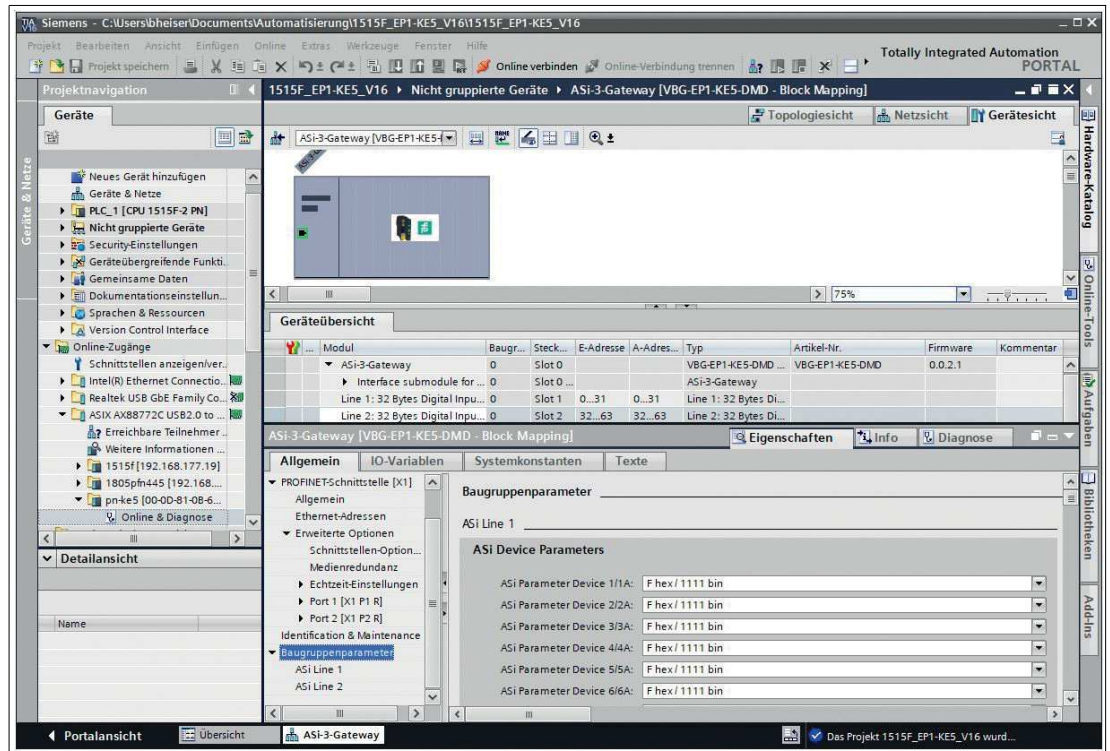 Siemens - C:\Users\bheiser\Documents\Automatisierung\1515F_EP1-KE5_V16\1515F_EP1-KE5_V16
Projekt Bearbeiten Ansicht Einfügen Online Extras Werkzeuge Fenster Hilfe
Totally Integrated Automation
PORTAL
Projekt speichern Online verbinden Online-Verbindung trennen
Projektnavigation
1515F_EP1-KE5_V16 Nicht gruppierte Geräte ASi-3-Gateway [VBG-EP1-KE5-DMD - Block Mapping]
Geräte
Topologiesicht Netzsicht Gerätesicht
ASi-3-Gateway [VBG-EP1-KE5-
Geräte & Netze
Neues Gerät hinzufügen
Geräte & Netze
PLC_1 [CPU 1515F-2 PN]
Nicht gruppierte Geräte
Security-Einstellungen
Geräteübergreifende Funkti..
Gemeinsame Daten
Dokumentationseinstellun...
Sprachen & Ressourcen
Version Control Interface
Online-Zugänge
Schnittstellen anzeigen/ver..
Intel(R) Ethernet Connectio..
Realtek USB GbE Family Co..
ASIX AX88772C USB2.0 to ...
Erreichbare Teilnehmer ..
Weitere Informationen ...
1515f [192.168.177.19]
1805pfn445 [192.168....
pn-ke5 [00-0D-81-0B-6...
Online & Diagnose
Detailansicht
Name
75%
Geräteübersicht
... Modul Baugr... Steck... E-Adresse A-Adres... Typ Artikel-Nr. Firmware Kommentar
ASi-3-Gateway 0 Slot 0 VBG-EP1-KE5-DMD ... VBG-EP1-KE5-DMD 0.0.2.1
Interface submodule for ... 0 Slot 0 ... ASi-3-Gateway
Line 1: 32 Bytes Digital Inpu... 0 Slot 1 0...31 0...31 Line 1: 32 Bytes Di...
Line 2: 32 Bytes Digital Inpu... 0 Slot 2 32...63 32...63 Line 2: 32 Bytes Di...
ASi-3-Gateway [VBG-EP1-KE5-DMD - Block Mapping]
Eigenschaften Info Diagnose
Allgemein IO-Variablen Systemkonstanten Texte
PROFINET-Schnittstelle [X1]
Allgemein
Ethernet-Adressen
Erweiterte Optionen
Schnittstellen-Option...
Medienredundanz
Echtzeit-Einstellungen
Port 1 [X1 P1 R]
Port 2 [X1 P2 R]
Identification & Maintenance
Baugruppenparameter
ASi Line 1
ASi Line 2
Baugruppenparameter
ASi Line 1
ASi Device Parameters
ASi Parameter Device 1/1A: F hex / 1111 bin
ASi Parameter Device 2/2A: F hex / 1111 bin
ASi Parameter Device 3/3A: F hex / 1111 bin
ASi Parameter Device 4/4A: F hex / 1111 bin
ASi Parameter Device 5/5A: F hex / 1111 bin
ASi Parameter Device 6/6A: F hex / 1111 bin
Hardware-Katalog
Online-Tools
Aufgaben
Bibliotheken
Add-Ins
Portalansicht Übersicht ASi-3-Gateway Das Projekt 1515F_EP1-KE5_V16 wurd...